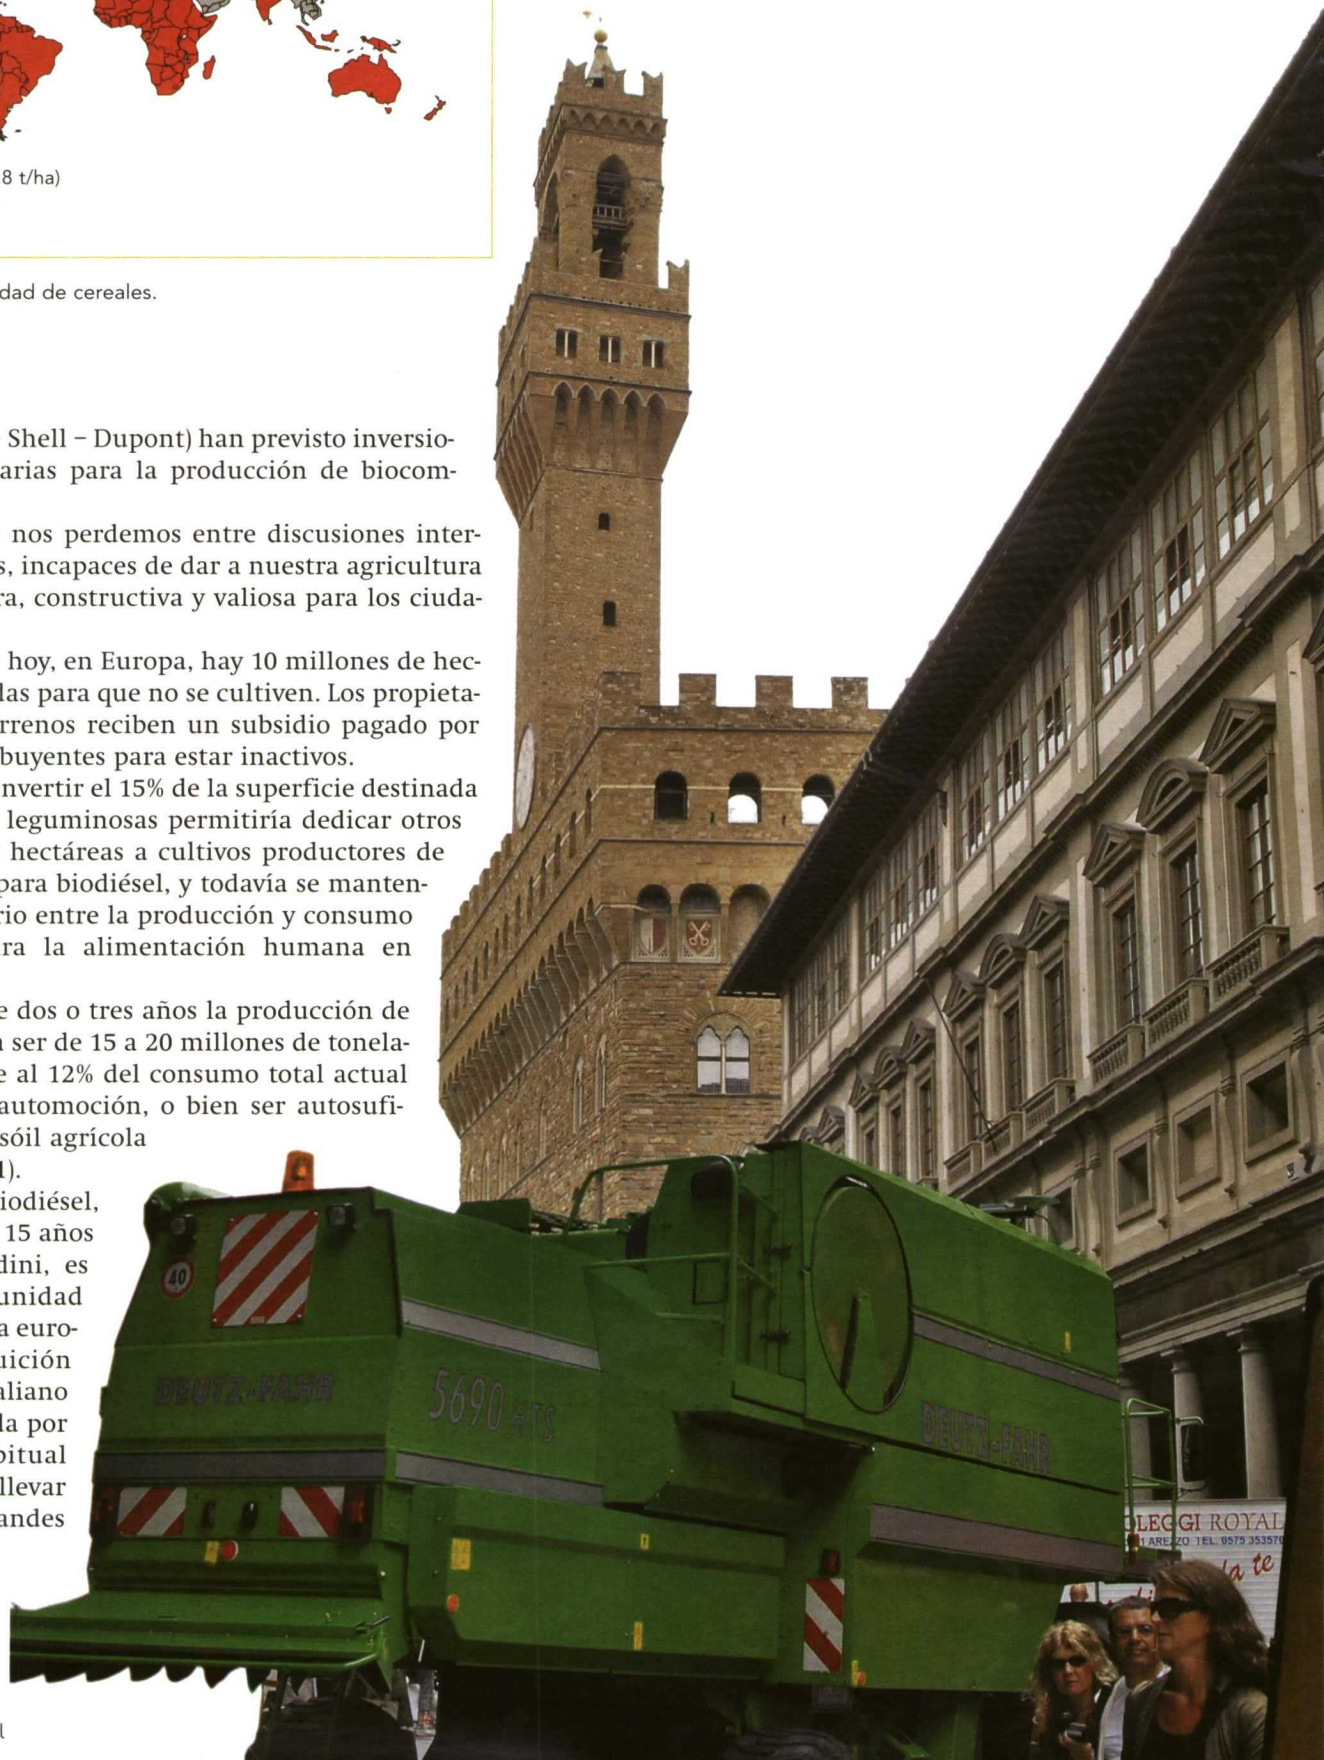 8 t/ha)
dad de cereales.
Shell – Dupont) han previsto inversio-
arias para la producción de biocom-
nos perdemos entre discusiones inter-
s, incapaces de dar a nuestra agricultura
ra, constructiva y valiosa para los ciuda-
hoy, en Europa, hay 10 millones de hec-
das para que no se cultiven. Los propieta-
rrenos reciben un subsidio pagado por
buyentes para estar inactivos.
nvertir el 15% de la superficie destinada
leguminosas permitiría dedicar otros
hectáreas a cultivos productores de
para biodiésel, y todavía se manten-
rio entre la producción y consumo
ra la alimentación humana en
e dos o tres años la producción de
ser de 15 a 20 millones de tonela-
e al 12% del consumo total actual
automoción, o bien ser autosufi-
sóil agrícola
1).
iodiésel,
15 años
dini, es
unidad
a euro-
uición
aliano
da por
bitual
llevar
andes
40
DEUTZ-FAHR
5690 HTS
DEUTZ-FAHR
LEGGI ROYAL
AREZZO TEL. 0575 353570
la te